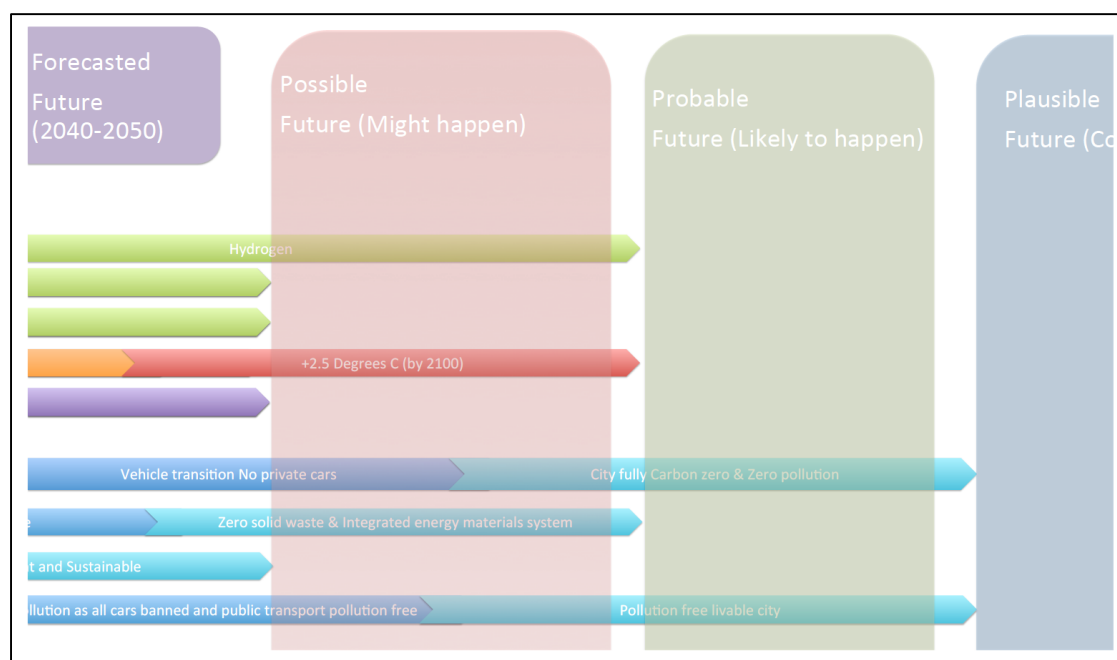 Forecasted
Future
(2040-2050)
Possible
Future (Might happen)
Probable
Future (Likely to happen)
Plausible
Future (Co
Hydrogen
+2.5 Degrees C (by 2100)
Vehicle transition No private cars
City fully Carbon zero & Zero pollution
Zero solid waste & Integrated energy materials system
t and Sustainable
llution as all cars banned and public transport pollution free
Pollution free livable city